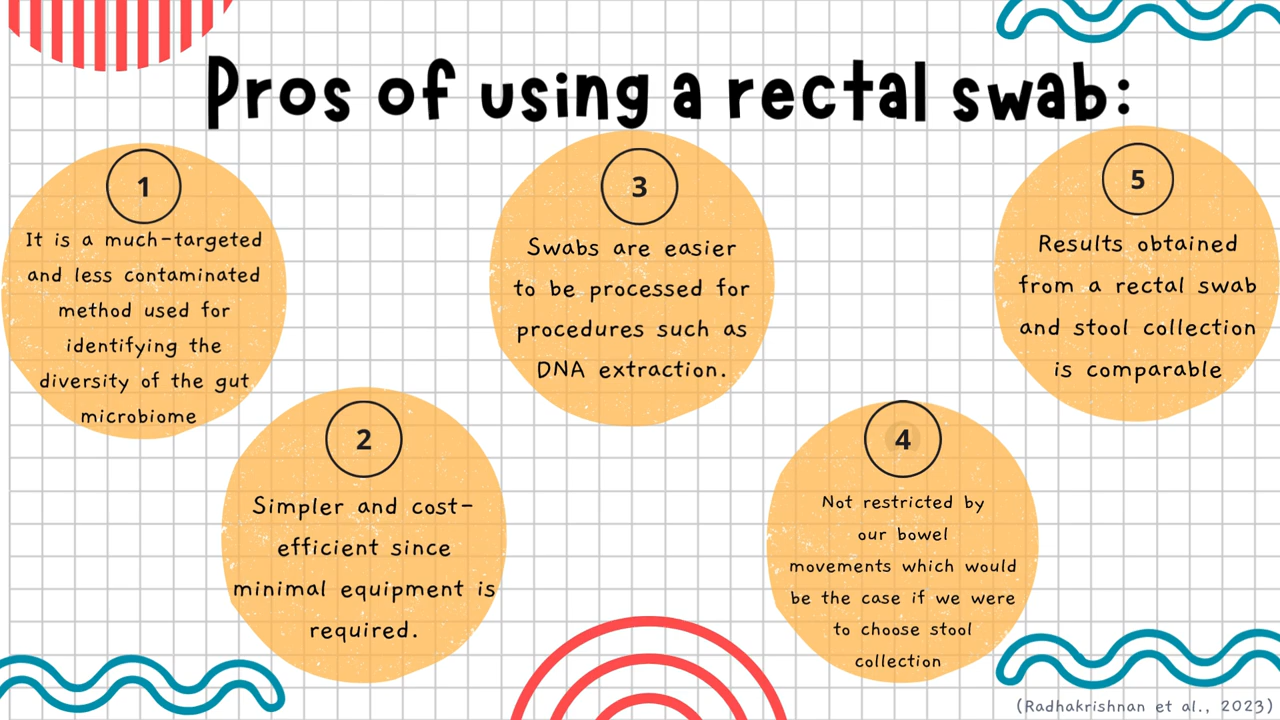 Pros of using a rectal swab:
1
It is a much-targeted
and less contaminated
method used for
identifying the
diversity of the gut
microbiome
2
Simpler and cost-
efficient since
minimal equipment is
required.
3
Swabs are easier
to be processed for
procedures such as
DNA extraction.
4
Not restricted by
our bowel
movements which would
be the case if we were
to choose stool
collection
5
Results obtained
from a rectal swab
and stool collection
is comparable
(Radhakrishnan et al., 2023)